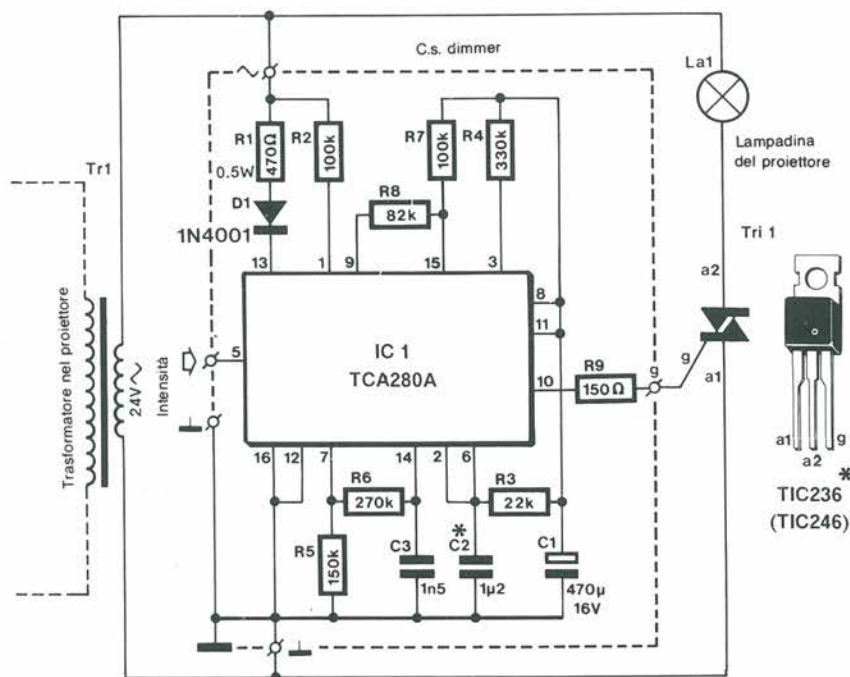 C.s. dimmer
La1
Lampadina
del proiettore
Tr1
Trasformatore nel proiettore
24V~
Intensità
~
R1
470Ω
0.5W
R2
100k
D1
1N4001
R7
100k
R4
330k
R8
82k
13
1
9
15
3
8
11
10
5
IC 1
TCA280A
16
12
7
14
2
6
R9
150Ω
g
g
Tri 1
a2
a1
a1
a2
g
*
TIC236
(TIC246)
R6
270k
R5
150k
C3
1n5
*
C2
1µ2
R3
22k
C1
470µ
16V